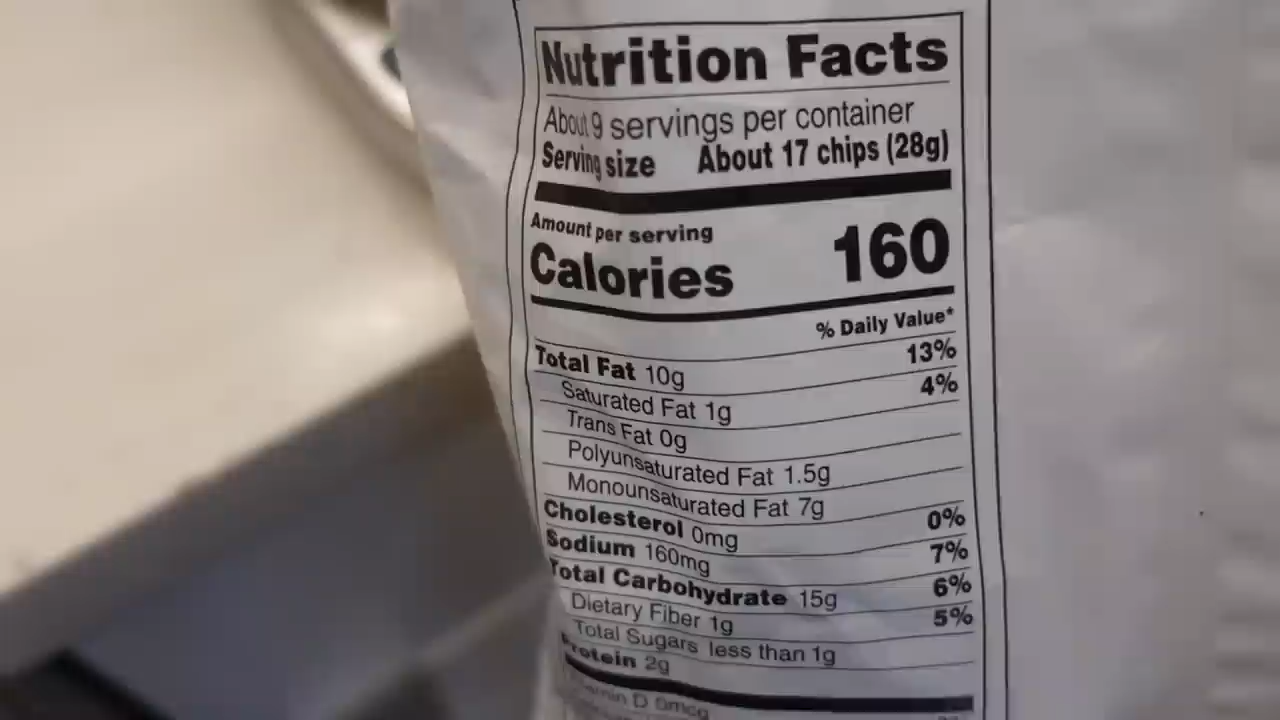 Nutrition Facts
About 9 servings per container
Serving size About 17 chips (28g)
Amount per serving
Calories 160
% Daily Value*
Total Fat 10g 13%
Saturated Fat 1g 4%
Trans Fat 0g
Polyunsaturated Fat 1.5g
Monounsaturated Fat 7g
Cholesterol 0mg 0%
Sodium 160mg 7%
Total Carbohydrate 15g 6%
Dietary Fiber 1g 5%
Total Sugars less than 1g
Protein 2g
Vitamin D 0mcg